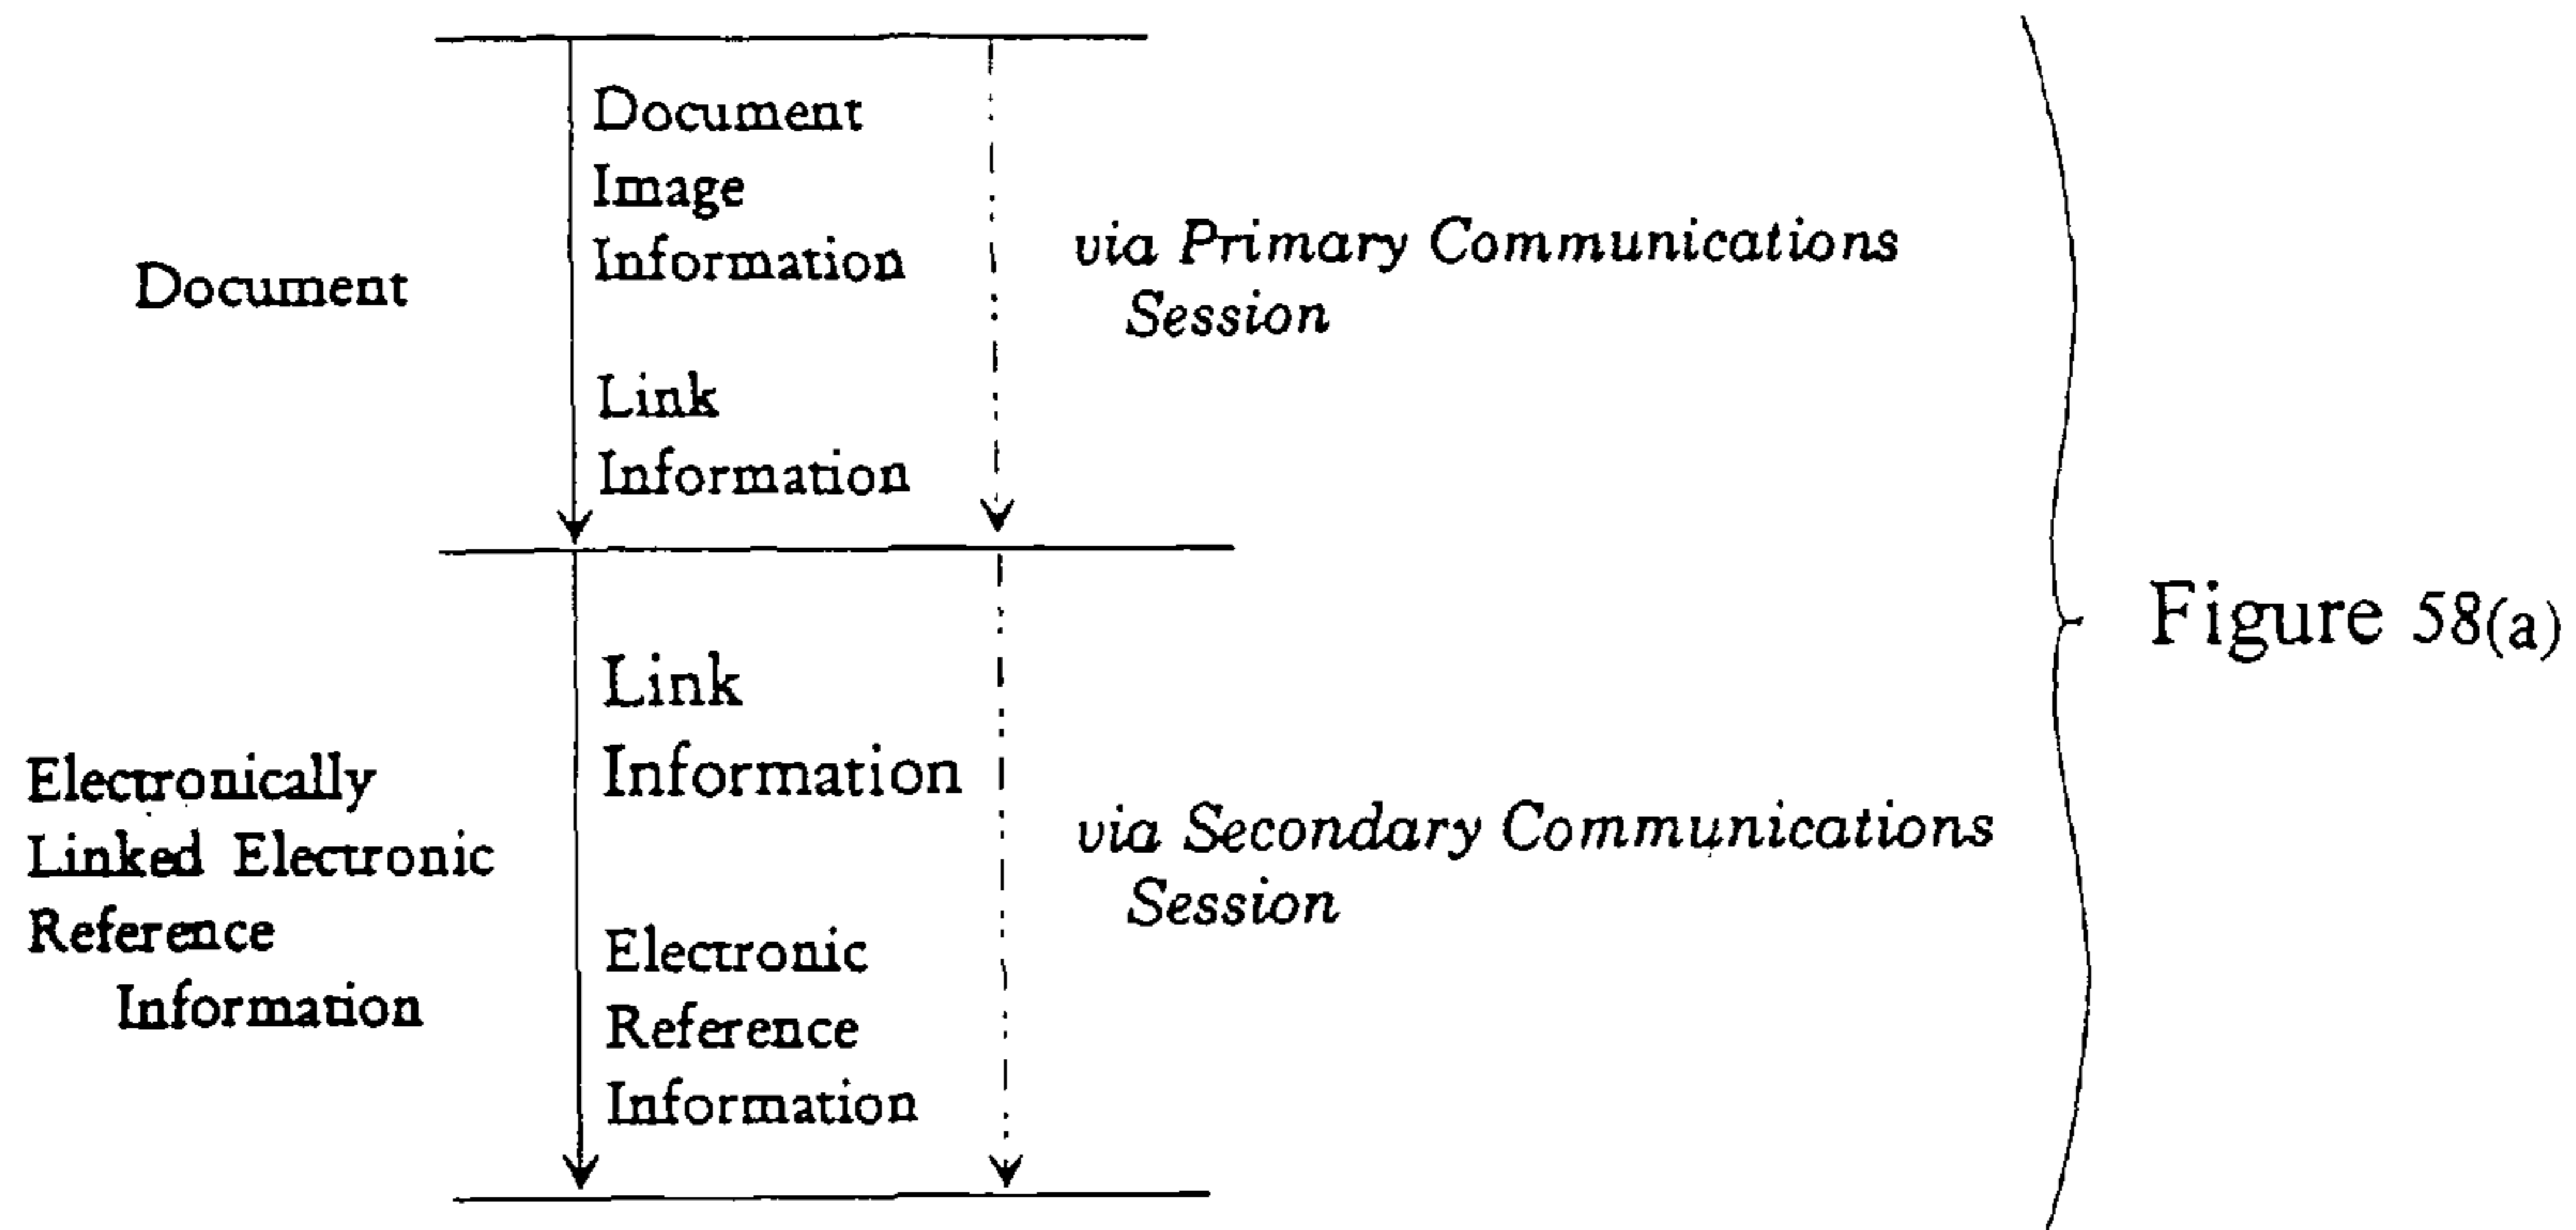 Document
Document
Image
Information
Link
Information
via Primary Communications
Session
Electronically
Linked Electronic
Reference
Information
Link
Information
Electronic
Reference
Information
via Secondary Communications
Session
Figure 58(a)